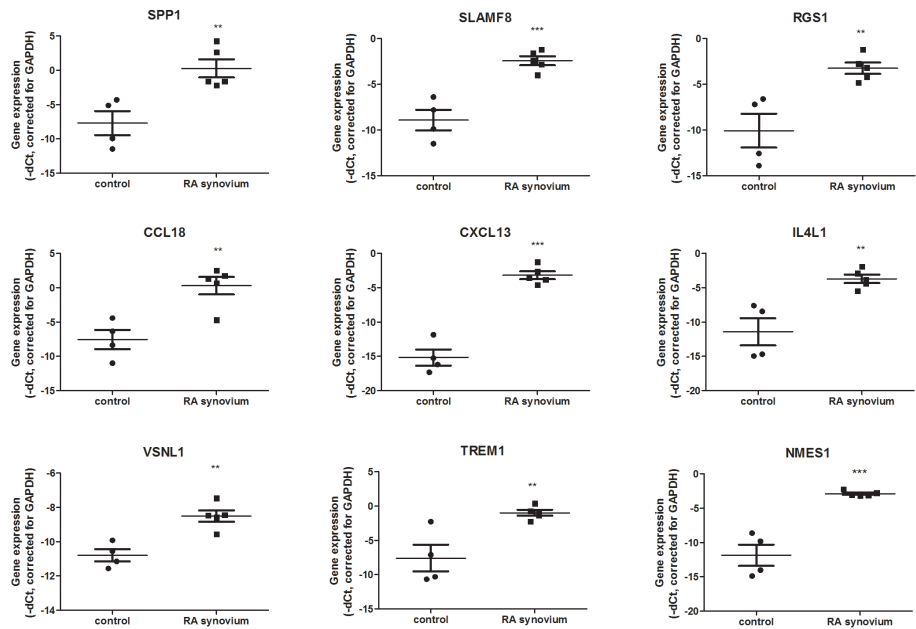 SPP1
**
Gene expression
(-dCt, corrected for GAPDH)
5
0
-5
-10
-15
control
RA synovium
SLAMF8
***
Gene expression
(-dCt, corrected for GAPDH)
0
-5
-10
-15
control
RA synovium
RGS1
**
Gene expression
(-dCt, corrected for GAPDH)
0
-5
-10
-15
control
RA synovium
CCL18
**
Gene expression
(-dCt, corrected for GAPDH)
5
0
-5
-10
-15
control
RA synovium
CXCL13
***
Gene expression
(-dCt, corrected for GAPDH)
0
-5
-10
-15
-20
control
RA synovium
IL4L1
**
Gene expression
(-dCt, corrected for GAPDH)
0
-5
-10
-15
-20
control
RA synovium
VSNL1
**
Gene expression
(-dCt, corrected for GAPDH)
-6
-8
-10
-12
-14
control
RA synovium
TREM1
**
Gene expression
(-dCt, corrected for GAPDH)
5
0
-5
-10
-15
control
RA synovium
NMES1
***
Gene expression
(-dCt, corrected for GAPDH)
0
-5
-10
-15
-20
control
RA synovium